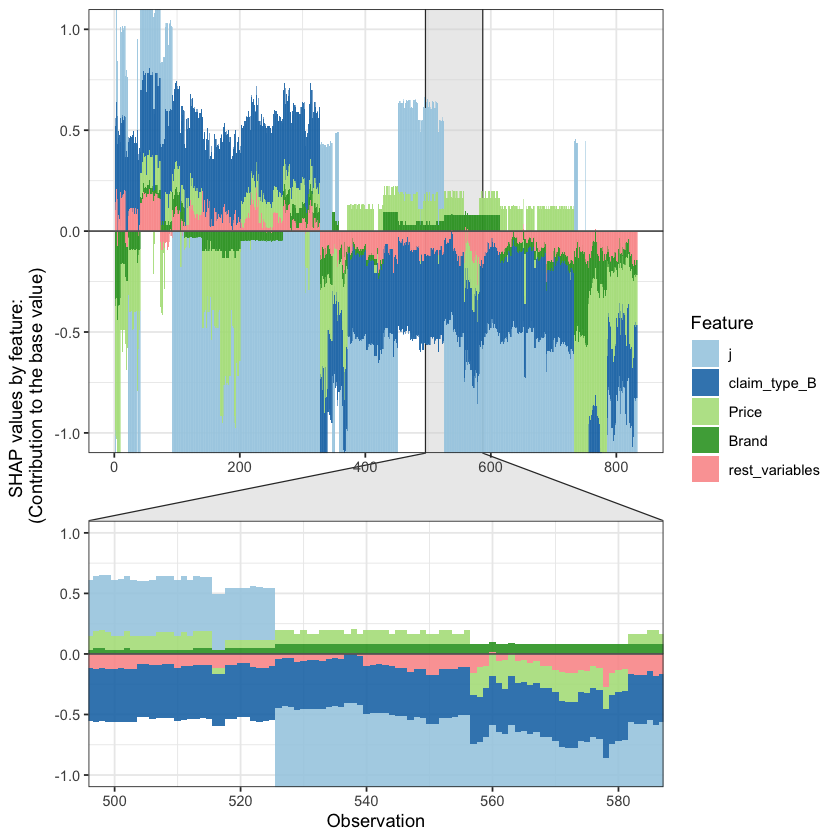 1.0
0.5
0.0
-0.5
-1.0
0 200 400 600 800
SHAP values by feature:
(Contribution to the base value)
1.0
0.5
0.0
-0.5
-1.0
500 520 540 560 580
Observation
Feature
j
claim_type_B
Price
Brand
rest_variables